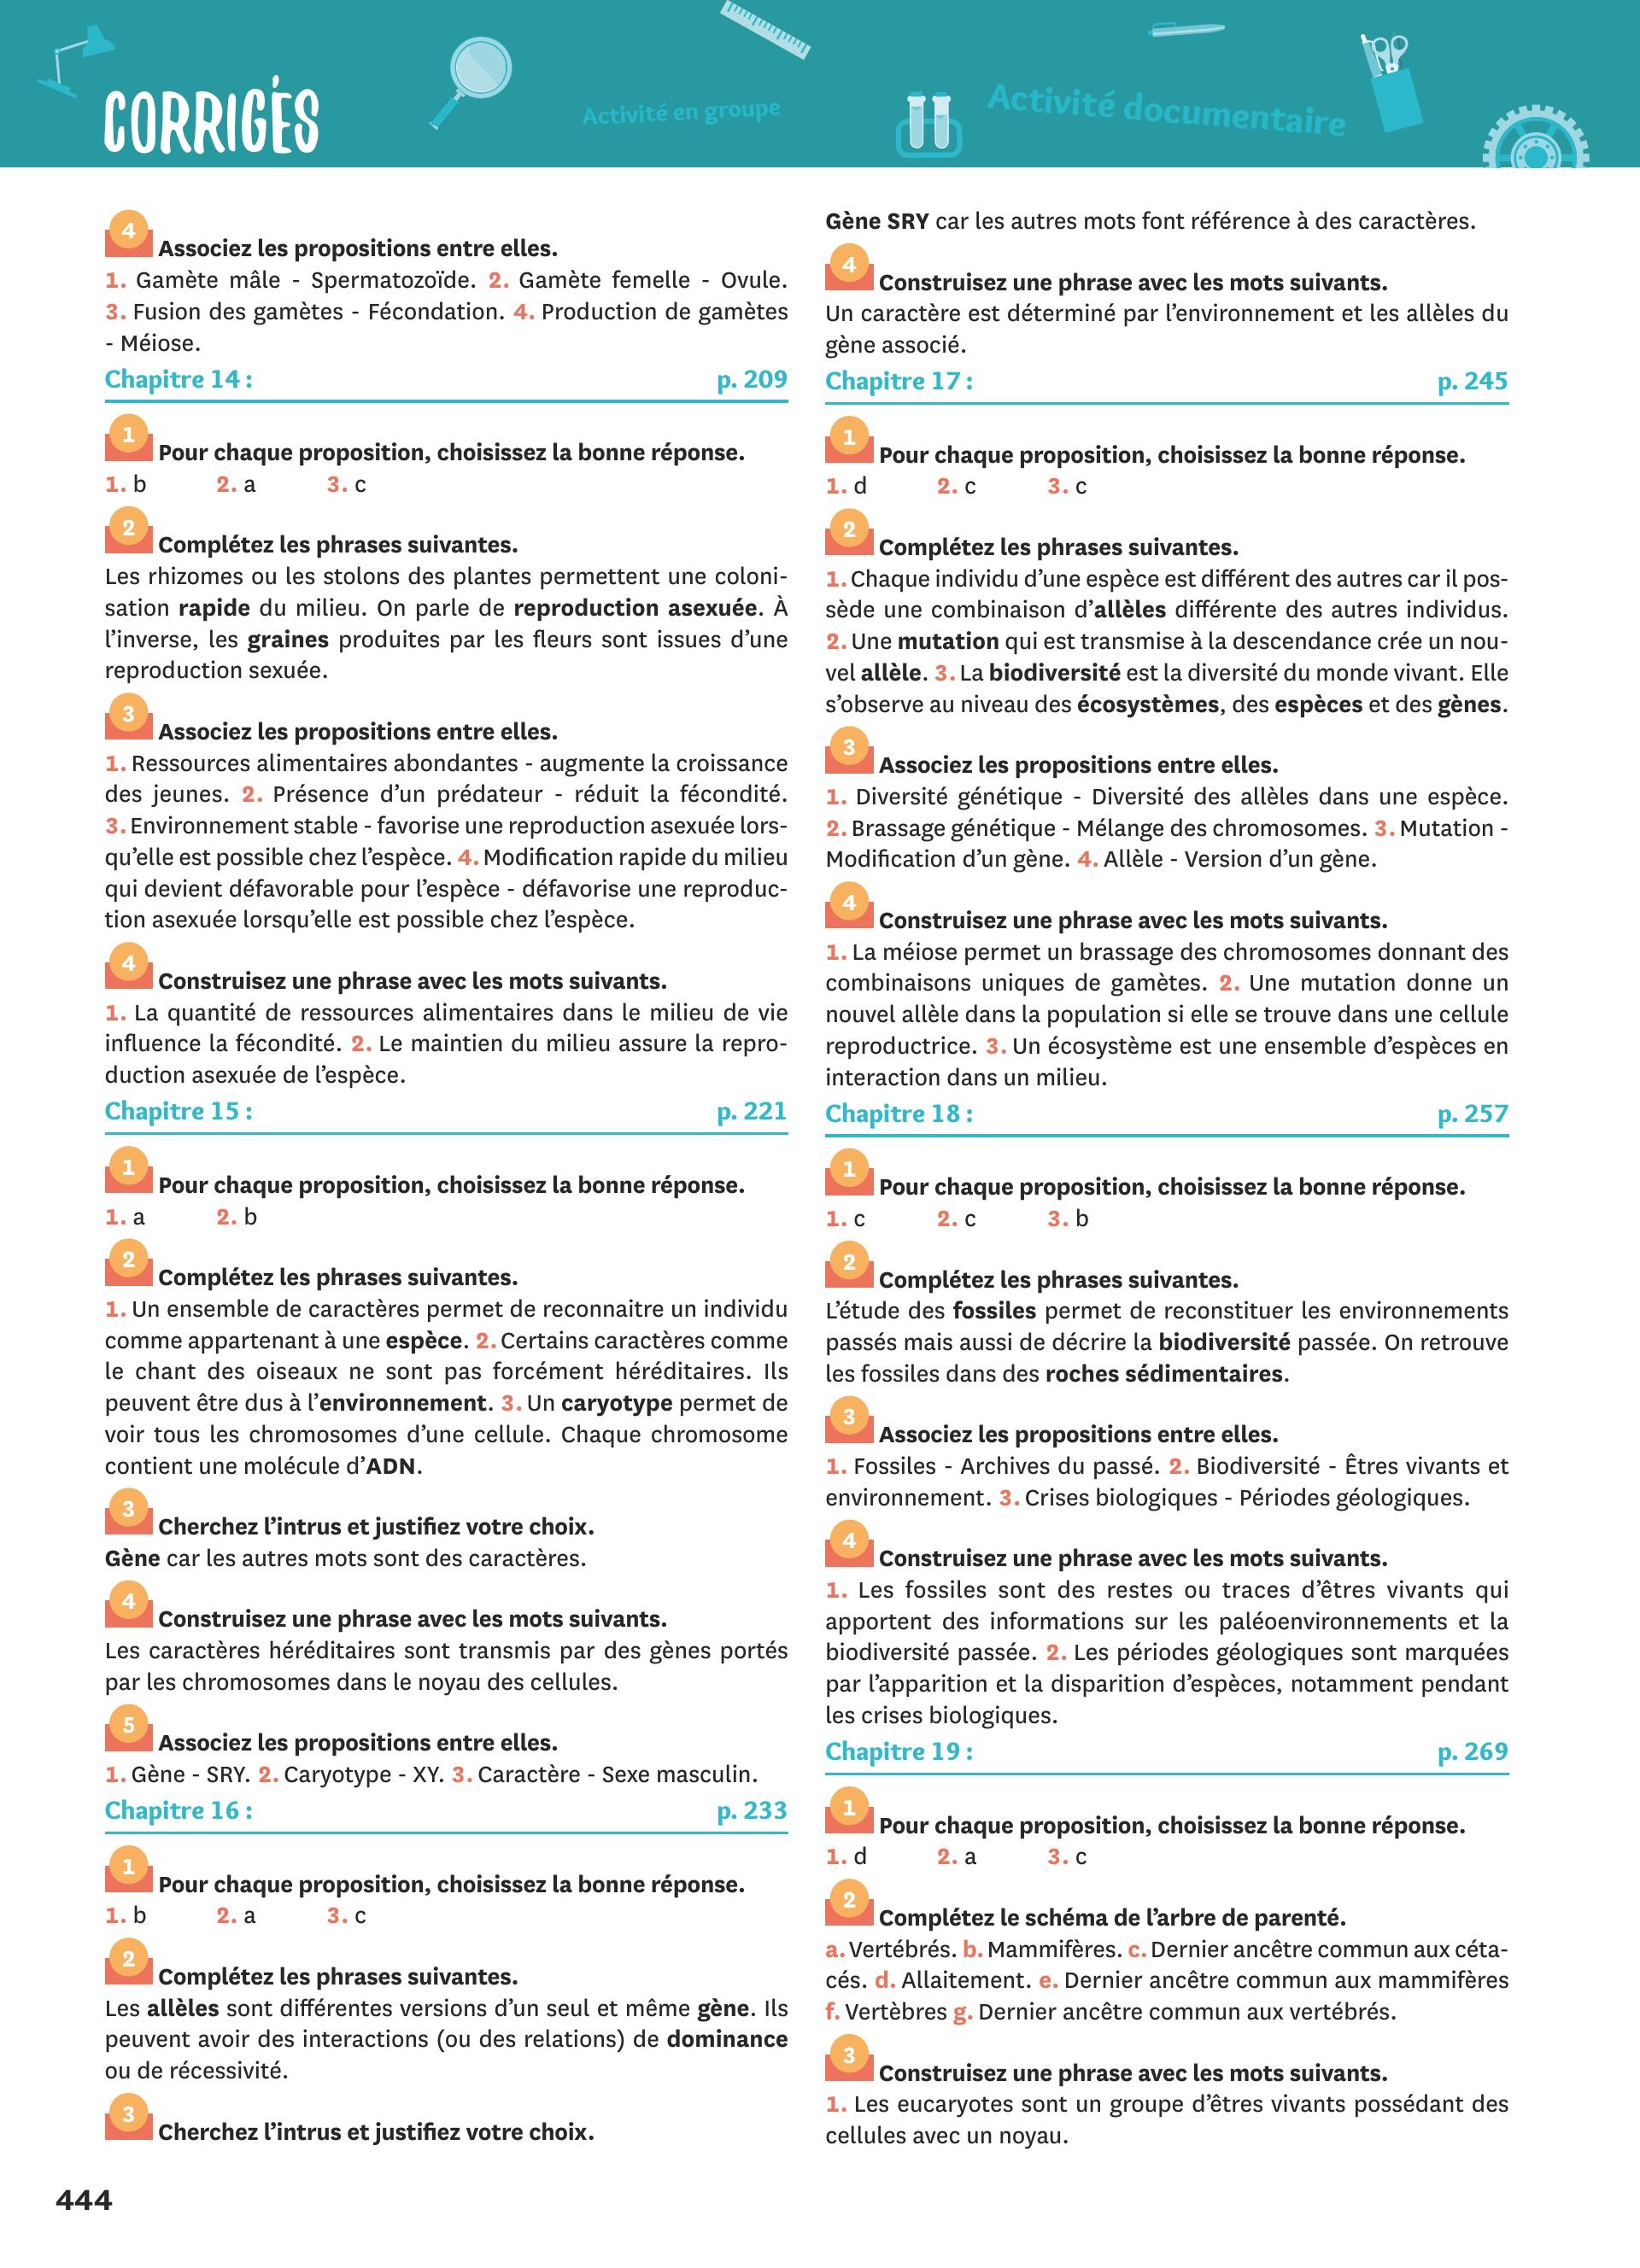 CORRIGÉS
Activité en groupe
Activité documentaire
4 Associez les propositions entre elles.
1. Gamète mâle - Spermatozoïde. 2. Gamète femelle - Ovule.
3. Fusion des gamètes - Fécondation. 4. Production de gamètes
- Méiose.
Chapitre 14 : p. 209
1 Pour chaque proposition, choisissez la bonne réponse.
1. b 2. a 3. c
2 Complétez les phrases suivantes.
Les rhizomes ou les stolons des plantes permettent une coloni-
sation rapide du milieu. On parle de reproduction asexuée. À
l'inverse, les graines produites par les fleurs sont issues d'une
reproduction sexuée.
3 Associez les propositions entre elles.
1. Ressources alimentaires abondantes - augmente la croissance
des jeunes. 2. Présence d'un prédateur - réduit la fécondité.
3. Environnement stable - favorise une reproduction asexuée lors-
qu'elle est possible chez l'espèce. 4. Modification rapide du milieu
qui devient défavorable pour l'espèce - défavorise une reproduc-
tion asexuée lorsqu'elle est possible chez l'espèce.
4 Construisez une phrase avec les mots suivants.
1. La quantité de ressources alimentaires dans le milieu de vie
influence la fécondité. 2. Le maintien du milieu assure la repro-
duction asexuée de l'espèce.
Chapitre 15 : p. 221
1 Pour chaque proposition, choisissez la bonne réponse.
1. a 2. b
2 Complétez les phrases suivantes.
1. Un ensemble de caractères permet de reconnaitre un individu
comme appartenant à une espèce. 2. Certains caractères comme
le chant des oiseaux ne sont pas forcément héréditaires. Ils
peuvent être dus à l'environnement. 3. Un caryotype permet de
voir tous les chromosomes d'une cellule. Chaque chromosome
contient une molécule d'ADN.
3 Cherchez l'intrus et justifiez votre choix.
Gène car les autres mots sont des caractères.
4 Construisez une phrase avec les mots suivants.
Les caractères héréditaires sont transmis par des gènes portés
par les chromosomes dans le noyau des cellules.
5 Associez les propositions entre elles.
1. Gène - SRY. 2. Caryotype - XY. 3. Caractère - Sexe masculin.
Chapitre 16 : p. 233
1 Pour chaque proposition, choisissez la bonne réponse.
1. b 2. a 3. c
2 Complétez les phrases suivantes.
Les allèles sont différentes versions d'un seul et même gène. Ils
peuvent avoir des interactions (ou des relations) de dominance
ou de récessivité.
3 Cherchez l'intrus et justifiez votre choix.
Gène SRY car les autres mots font référence à des caractères.
4 Construisez une phrase avec les mots suivants.
Un caractère est déterminé par l'environnement et les allèles du
gène associé.
Chapitre 17 : p. 245
1 Pour chaque proposition, choisissez la bonne réponse.
1. d 2. c 3. c
2 Complétez les phrases suivantes.
1. Chaque individu d'une espèce est différent des autres car il pos-
sède une combinaison d'allèles différente des autres individus.
2. Une mutation qui est transmise à la descendance crée un nou-
vel allèle. 3. La biodiversité est la diversité du monde vivant. Elle
s'observe au niveau des écosystèmes, des espèces et des gènes.
3 Associez les propositions entre elles.
1. Diversité génétique - Diversité des allèles dans une espèce.
2. Brassage génétique - Mélange des chromosomes. 3. Mutation -
Modification d'un gène. 4. Allèle - Version d'un gène.
4 Construisez une phrase avec les mots suivants.
1. La méiose permet un brassage des chromosomes donnant des
combinaisons uniques de gamètes. 2. Une mutation donne un
nouvel allèle dans la population si elle se trouve dans une cellule
reproductrice. 3. Un écosystème est une ensemble d'espèces en
interaction dans un milieu.
Chapitre 18 : p. 257
1 Pour chaque proposition, choisissez la bonne réponse.
1. c 2. c 3. b
2 Complétez les phrases suivantes.
L'étude des fossiles permet de reconstituer les environnements
passés mais aussi de décrire la biodiversité passée. On retrouve
les fossiles dans des roches sédimentaires.
3 Associez les propositions entre elles.
1. Fossiles - Archives du passé. 2. Biodiversité - Êtres vivants et
environnement. 3. Crises biologiques - Périodes géologiques.
4 Construisez une phrase avec les mots suivants.
1. Les fossiles sont des restes ou traces d'êtres vivants qui
apportent des informations sur les paléoenvironnements et la
biodiversité passée. 2. Les périodes géologiques sont marquées
par l'apparition et la disparition d'espèces, notamment pendant
les crises biologiques.
Chapitre 19 : p. 269
1 Pour chaque proposition, choisissez la bonne réponse.
1. d 2. a 3. c
2 Complétez le schéma de l'arbre de parenté.
a. Vertébrés. b. Mammifères. c. Dernier ancêtre commun aux céta-
cés. d. Allaitement. e. Dernier ancêtre commun aux mammifères
f. Vertèbres g. Dernier ancêtre commun aux vertébrés.
3 Construisez une phrase avec les mots suivants.
1. Les eucaryotes sont un groupe d'êtres vivants possédant des
cellules avec un noyau.
444